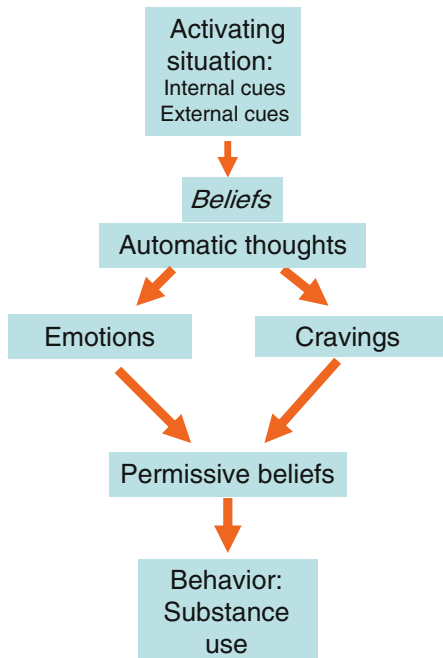 Activating
situation:
Internal cues
External cues
Beliefs
Automatic thoughts
Emotions
Cravings
Permissive beliefs
Behavior:
Substance
use